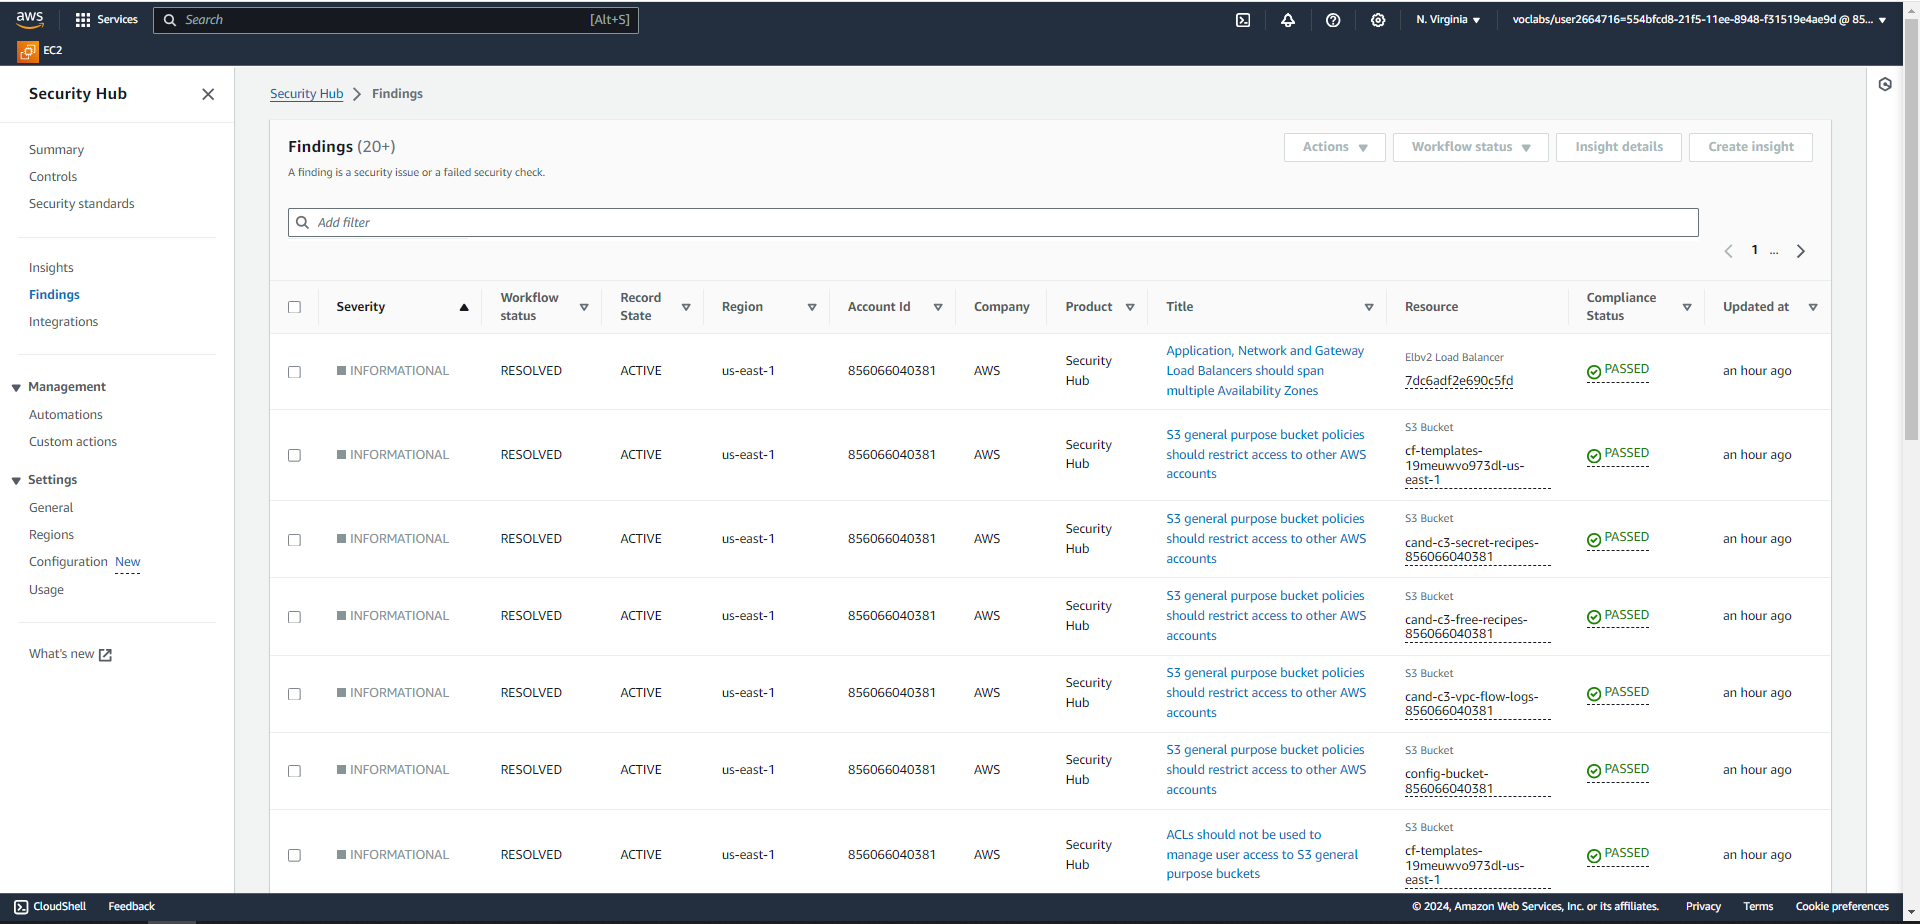 aws
Services
Search
[Alt+S]
N. Virginia
voclabs/user2664716=554bfcd8-21f5-11ee-8948-f31519e4ae9d @ 85...
EC2
Security Hub
Summary
Controls
Security standards
Insights
Findings
Integrations
Management
Automations
Custom actions
Settings
General
Regions
Configuration New
Usage
What's new
Security Hub
Findings
Findings (20+)
A finding is a security issue or a failed security check.
Actions
Workflow status
Insight details
Create insight
Add filter
1 ...
Severity
Workflow
status
Record
State
Region
Account Id
Company
Product
Title
Resource
Compliance
Status
Updated at
INFORMATIONAL
RESOLVED
ACTIVE
us-east-1
856066040381
AWS
Security
Hub
Application, Network and Gateway
Load Balancers should span
multiple Availability Zones
Elbv2 Load Balancer
7dc6adf2e690c5fd
PASSED
an hour ago
INFORMATIONAL
RESOLVED
ACTIVE
us-east-1
856066040381
AWS
Security
Hub
S3 general purpose bucket policies
should restrict access to other AWS
accounts
S3 Bucket
cf-templates-
19meuwvo973dl-us-
east-1
PASSED
an hour ago
INFORMATIONAL
RESOLVED
ACTIVE
us-east-1
856066040381
AWS
Security
Hub
S3 general purpose bucket policies
should restrict access to other AWS
accounts
S3 Bucket
cand-c3-secret-recipes-
856066040381
PASSED
an hour ago
INFORMATIONAL
RESOLVED
ACTIVE
us-east-1
856066040381
AWS
Security
Hub
S3 general purpose bucket policies
should restrict access to other AWS
accounts
S3 Bucket
cand-c3-free-recipes-
856066040381
PASSED
an hour ago
INFORMATIONAL
RESOLVED
ACTIVE
us-east-1
856066040381
AWS
Security
Hub
S3 general purpose bucket policies
should restrict access to other AWS
accounts
S3 Bucket
cand-c3-vpc-flow-logs-
856066040381
PASSED
an hour ago
INFORMATIONAL
RESOLVED
ACTIVE
us-east-1
856066040381
AWS
Security
Hub
S3 general purpose bucket policies
should restrict access to other AWS
accounts
S3 Bucket
config-bucket-
856066040381
PASSED
an hour ago
INFORMATIONAL
RESOLVED
ACTIVE
us-east-1
856066040381
AWS
Security
Hub
ACLs should not be used to
manage user access to S3 general
purpose buckets
S3 Bucket
cf-templates-
19meuwvo973dl-us-
east-1
PASSED
an hour ago
CloudShell
Feedback
© 2024, Amazon Web Services, Inc. or its affiliates.
Privacy
Terms
Cookie preferences